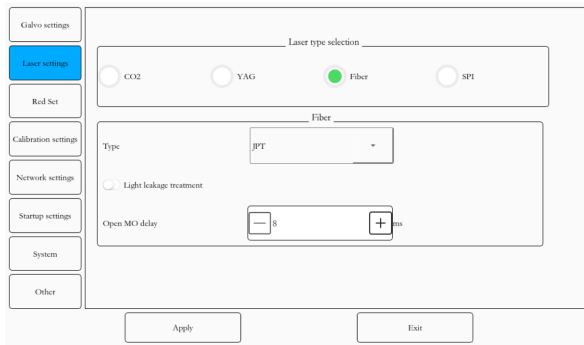 Galvo settings
Laser settings
Red Set
Calibration settings
Network settings
Startup settings
System
Other
Laser type selection
CO2 YAG Fiber SPI
Fiber
Type JPT
Light leakage treatment
Open MO delay 8 ms
Apply Exit